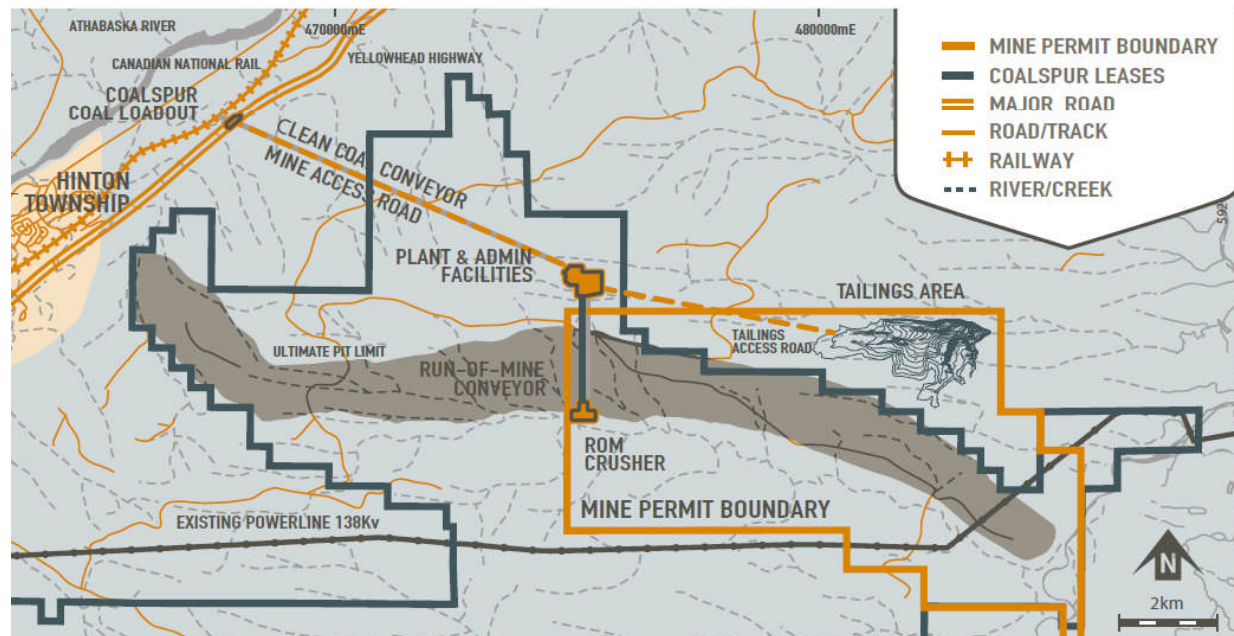 ATHABASKA RIVER
470000mE
480000mE
CANADIAN NATIONAL RAIL
YELLOWHEAD HIGHWAY
COALSPUR
COAL LOADOUT
CLEAN COAL CONVEYOR
MINE ACCESS ROAD
HINTON
TOWNSHIP
PLANT & ADMIN
FACILITIES
TAILINGS AREA
TAILINGS
ACCESS ROAD
ULTIMATE PIT LIMIT
RUN-OF-MINE
CONVEYOR
ROM
CRUSHER
MINE PERMIT BOUNDARY
EXISTING POWERLINE 138Kv
MINE PERMIT BOUNDARY
COALSPUR LEASES
MAJOR ROAD
ROAD/TRACK
RAILWAY
RIVER/CREEK
592
N
2km